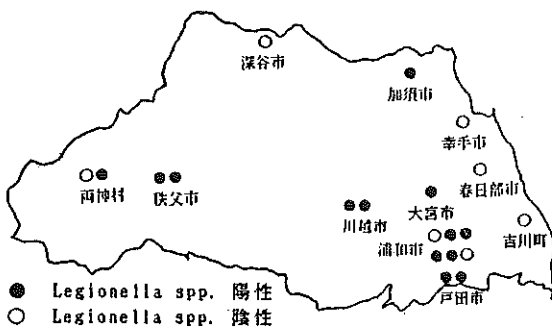 深谷市
加須市
幸手市
春日部市
両神村
秩父市
川越市
大宮市
吉川町
浦和市
戸田市
● Legionella spp. 陽性
○ Legionella spp. 陰性